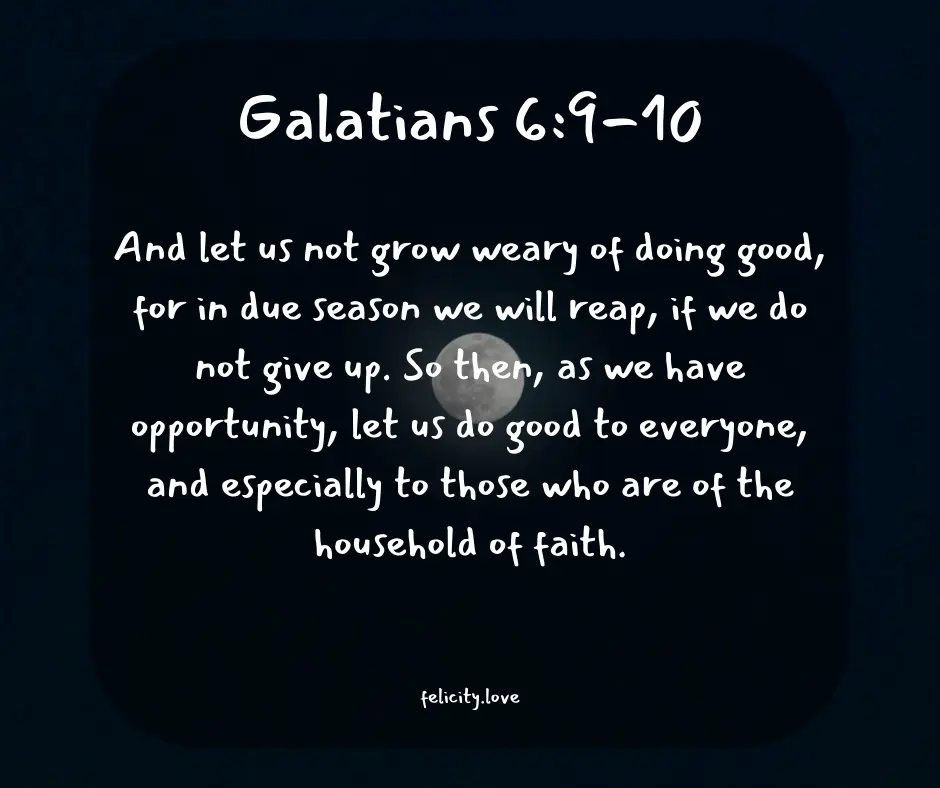 Galatians 6:9-10
And let us not grow weary of doing good,
for in due season we will reap, if we do
not give up. So then, as we have
opportunity, let us do good to everyone,
and especially to those who are of the
household of faith.
felicity.love